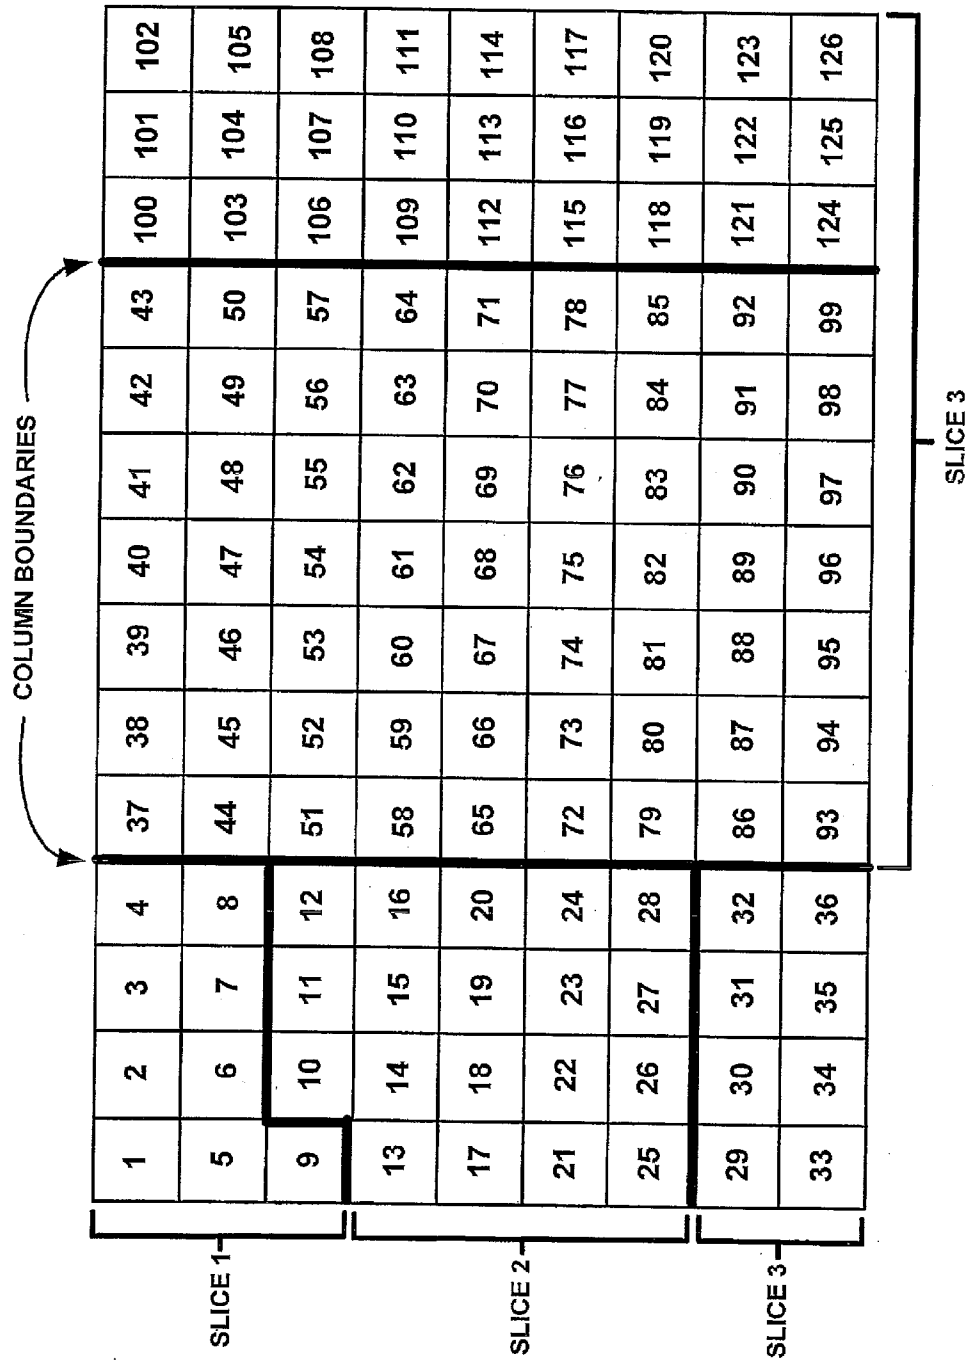 COLUMN BOUNDARIES
1 2 3 4 37 38 39 40 41 42 43 100 101 102
SLICE 1 5 6 7 8 44 45 46 47 48 49 50 103 104 105
9 10 11 12 51 52 53 54 55 56 57 106 107 108
13 14 15 16 58 59 60 61 62 63 64 109 110 111
17 18 19 20 65 66 67 68 69 70 71 112 113 114
SLICE 2 21 22 23 24 72 73 74 75 76 77 78 115 116 117
25 26 27 28 79 80 81 82 83 84 85 118 119 120
29 30 31 32 86 87 88 89 90 91 92 121 122 123
SLICE 3 33 34 35 36 93 94 95 96 97 98 99 124 125 126
SLICE 3